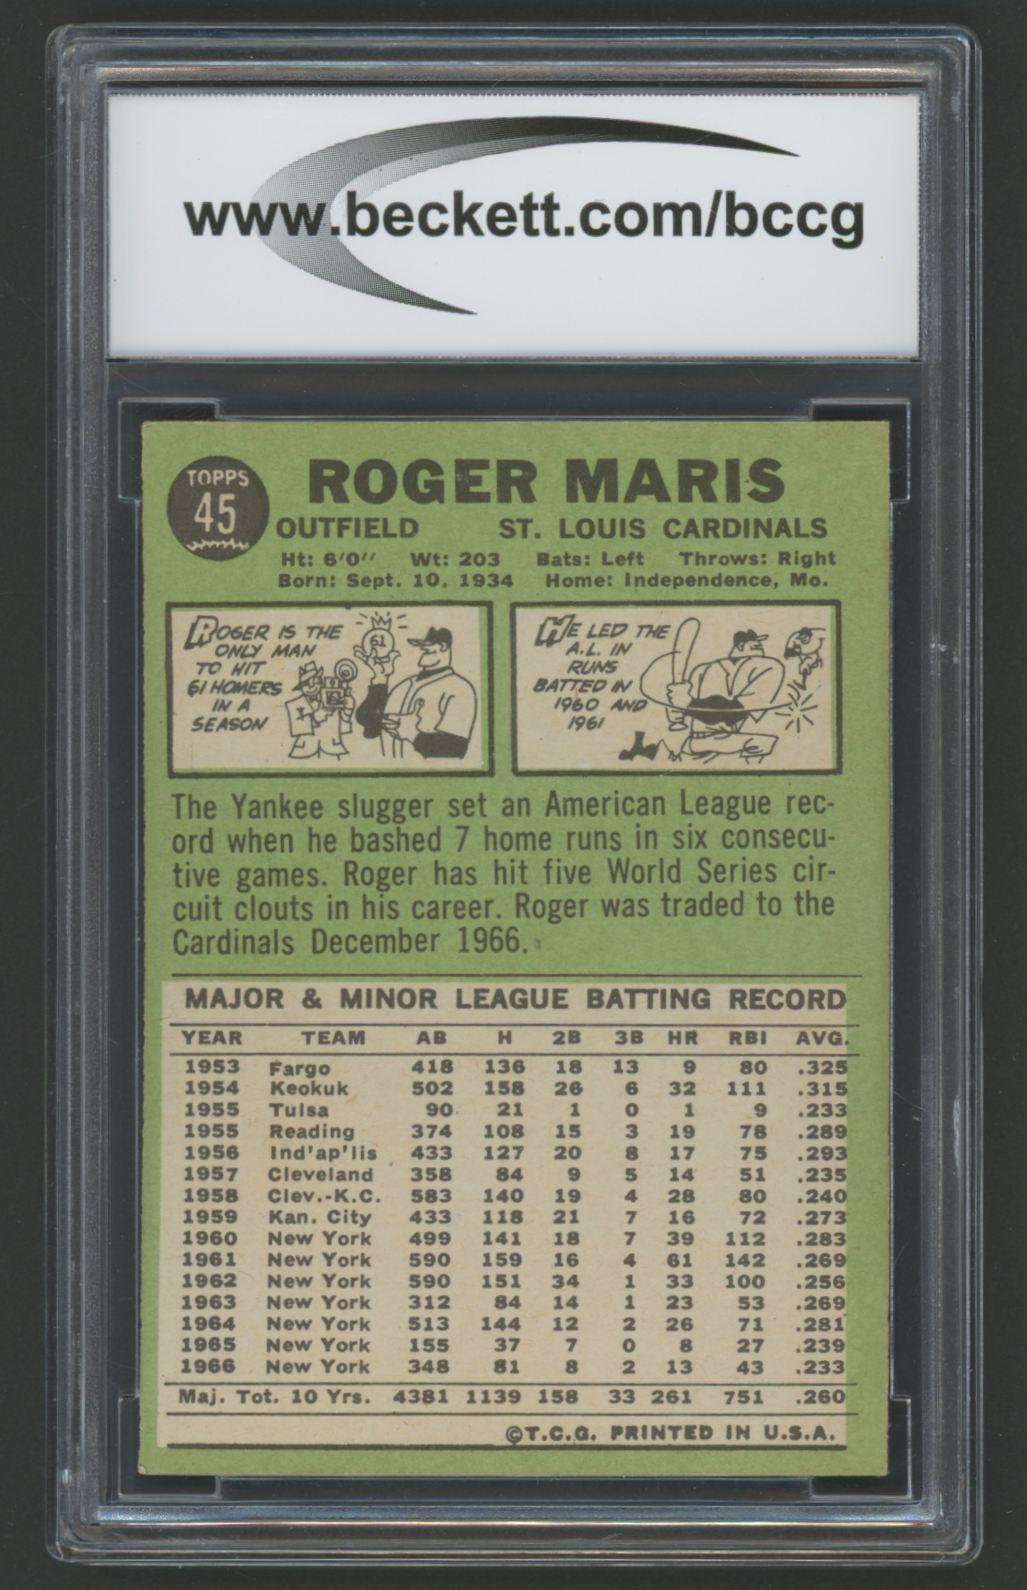 www.beckett.com/bccg
TOPPS
45
ROGER MARIS
OUTFIELD ST. LOUIS CARDINALS
Ht: 6'0'' Wt: 203 Bats: Left Throws: Right
Born: Sept. 10, 1934 Home: Independence, Mo.
ROGER IS THE
ONLY MAN
TO HIT
61 HOMERS
IN A
SEASON
61
HE LED THE
A.L. IN
RUNS
BATTED IN
1960 AND
1961
The Yankee slugger set an American League rec-
ord when he bashed 7 home runs in six consecu-
tive games. Roger has hit five World Series cir-
cuit clouts in his career. Roger was traded to the
Cardinals December 1966.
MAJOR & MINOR LEAGUE BATTING RECORD
YEAR TEAM AB H 2B 3B HR RBI AVG.
1953 Fargo 418 136 18 13 9 80 .325
1954 Keokuk 502 158 26 6 32 111 .315
1955 Tulsa 90 21 1 0 1 9 .233
1955 Reading 374 108 15 3 19 78 .289
1956 Ind'ap'lis 433 127 20 8 17 75 .293
1957 Cleveland 358 84 9 5 14 51 .235
1958 Clev.-K.C. 583 140 19 4 28 80 .240
1959 Kan. City 433 118 21 7 16 72 .273
1960 New York 499 141 18 7 39 112 .283
1961 New York 590 159 16 4 61 142 .269
1962 New York 590 151 34 1 33 100 .256
1963 New York 312 84 14 1 23 53 .269
1964 New York 513 144 12 2 26 71 .281
1965 New York 155 37 7 0 8 27 .239
1966 New York 348 81 8 2 13 43 .233
Maj. Tot. 10 Yrs. 4381 1139 158 33 261 751 .260
©T.C.G. PRINTED IN U.S.A.